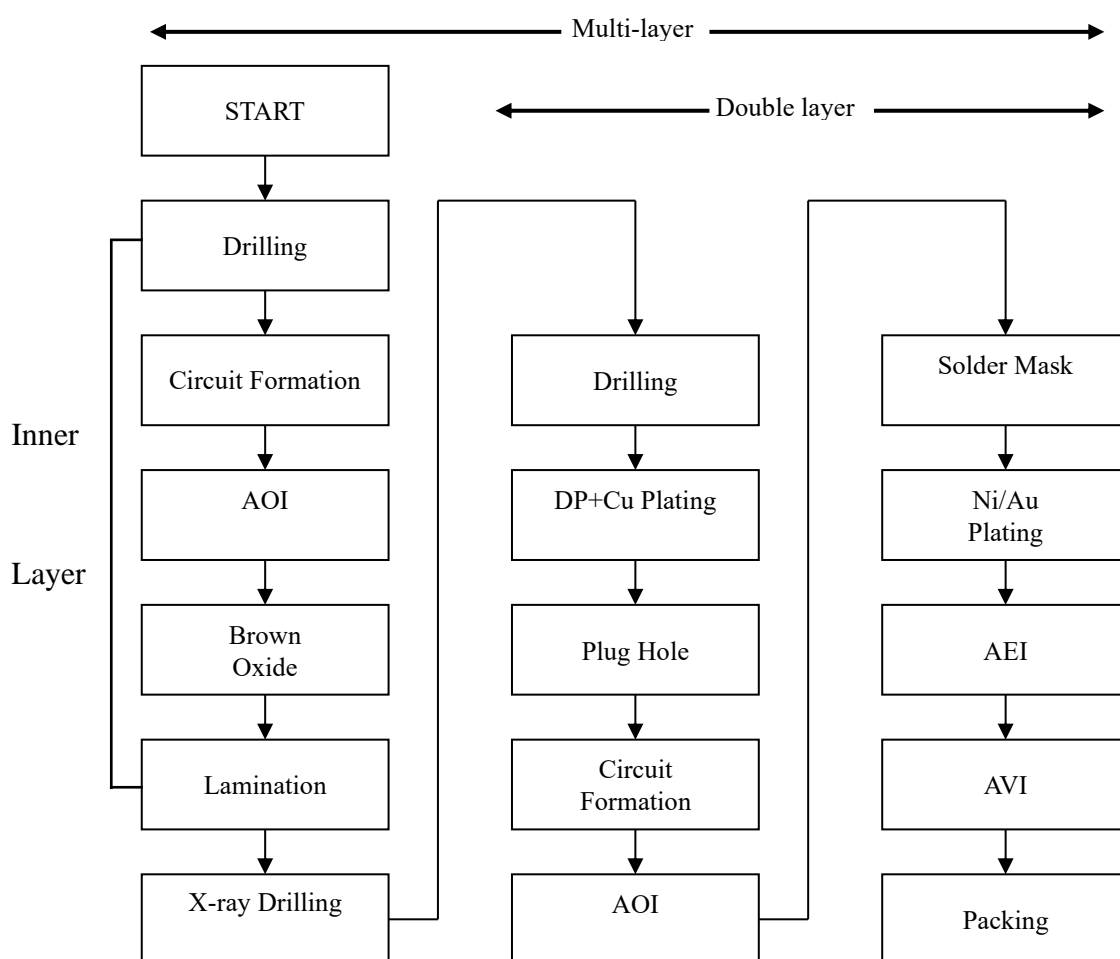 Multi-layer
Double layer
START
Drilling
Circuit Formation
AOI
Brown
Oxide
Lamination
X-ray Drilling
Inner
Layer
Drilling
DP+Cu Plating
Plug Hole
Circuit
Formation
AOI
Solder Mask
Ni/Au
Plating
AEI
AVI
Packing